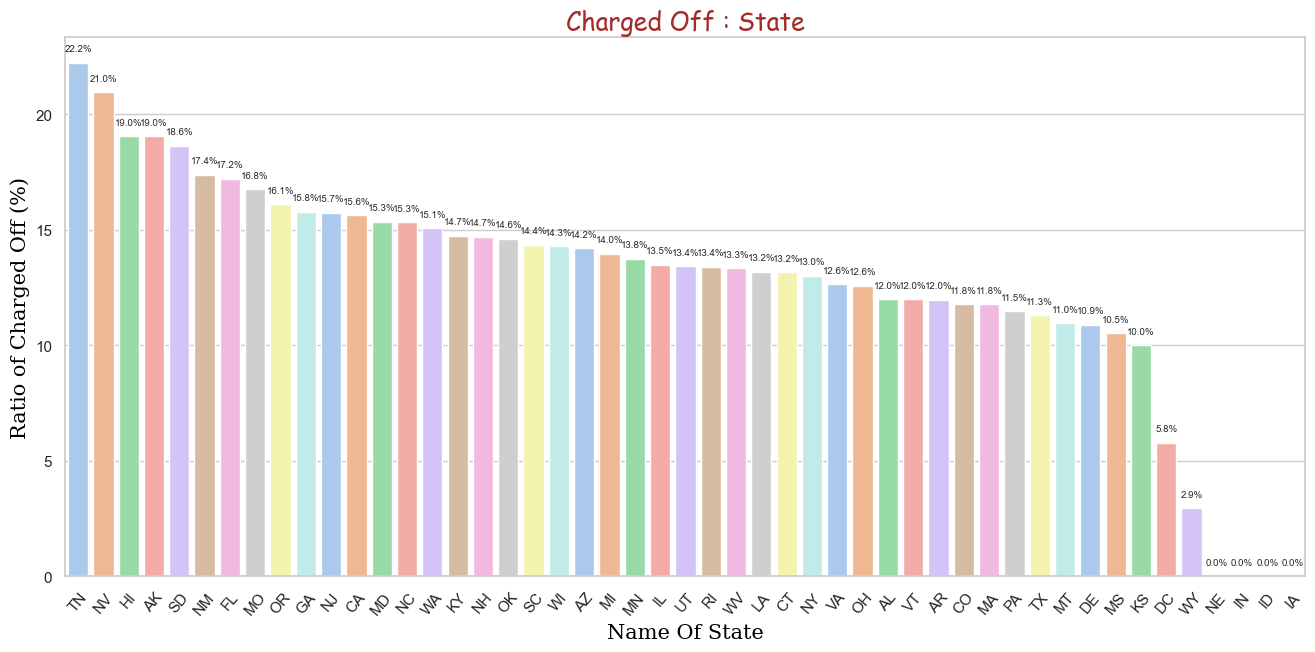 Charged Off : State
Ratio of Charged Off (%)
20
15
10
5
0
22.2%
21.0%
19.0%
19.0%
18.6%
17.4%
17.2%
16.8%
16.1%
15.8%
15.7%
15.6%
15.3%
15.3%
15.1%
14.7%
14.7%
14.6%
14.4%
14.3%
14.2%
14.0%
13.8%
13.5%
13.4%
13.4%
13.3%
13.2%
13.2%
13.0%
12.6%
12.6%
12.0%
12.0%
12.0%
11.8%
11.8%
11.5%
11.3%
11.0%
10.9%
10.5%
10.0%
5.8%
2.9%
0.0%
0.0%
0.0%
0.0%
TN
NV
HI
AK
SD
NM
FL
MO
OR
GA
NJ
CA
MD
NC
WA
KY
NH
OK
SC
WI
AZ
MI
MN
IL
UT
RI
WV
LA
CT
NY
VA
OH
AL
VT
AR
CO
MA
PA
TX
MT
DE
MS
KS
DC
WY
NE
IN
ID
IA
Name Of State